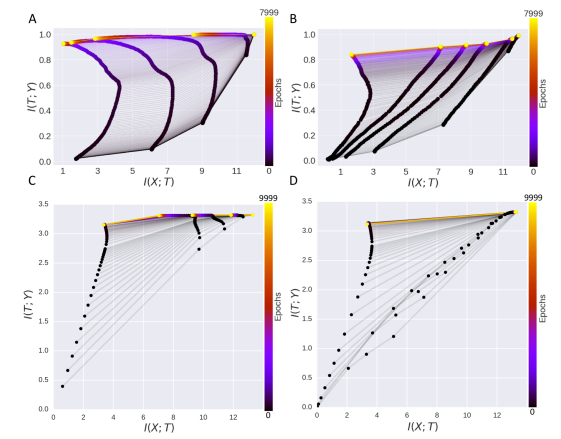 A
7999
1.0
0.8
0.6
0.4
0.2
0.0
I(T; Y)
1 3 5 7 9 11
I(X; T)
Epochs
0
B
7999
1.0
0.8
0.6
0.4
0.2
0.0
I(T; Y)
1 3 5 7 9 11
I(X; T)
Epochs
0
C
9999
3.5
3.0
2.5
2.0
1.5
1.0
0.5
0.0
I(T; Y)
0 2 4 6 8 10 12
I(X; T)
Epochs
0
D
9999
3.5
3.0
2.5
2.0
1.5
1.0
0.5
0.0
I(T; Y)
0 2 4 6 8 10 12
I(X; T)
Epochs
0